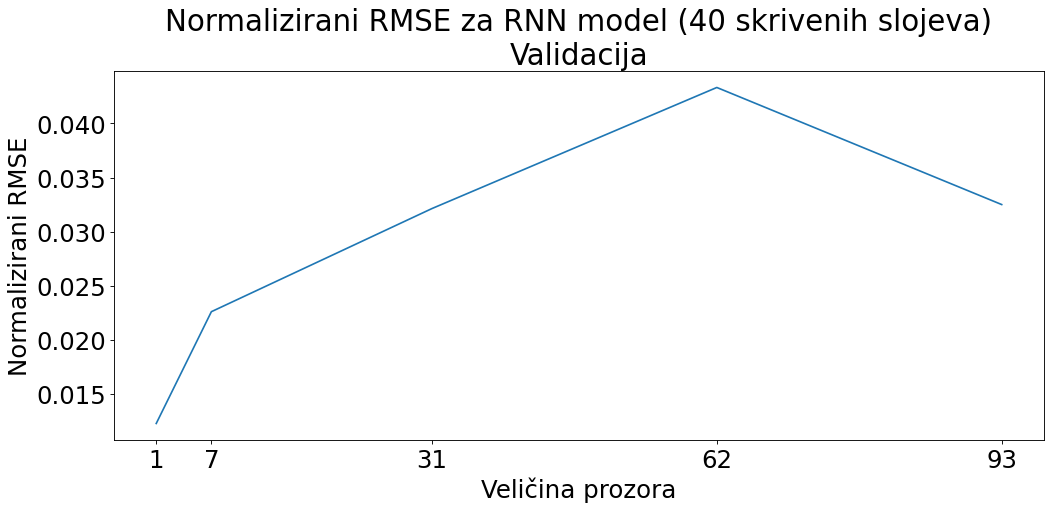 Normalizirani RMSE za RNN model (40 skrivenih slojeva)
Validacija
Normalizirani RMSE
0.040
0.035
0.030
0.025
0.020
0.015
1 7 31 62 93
Veličina prozora